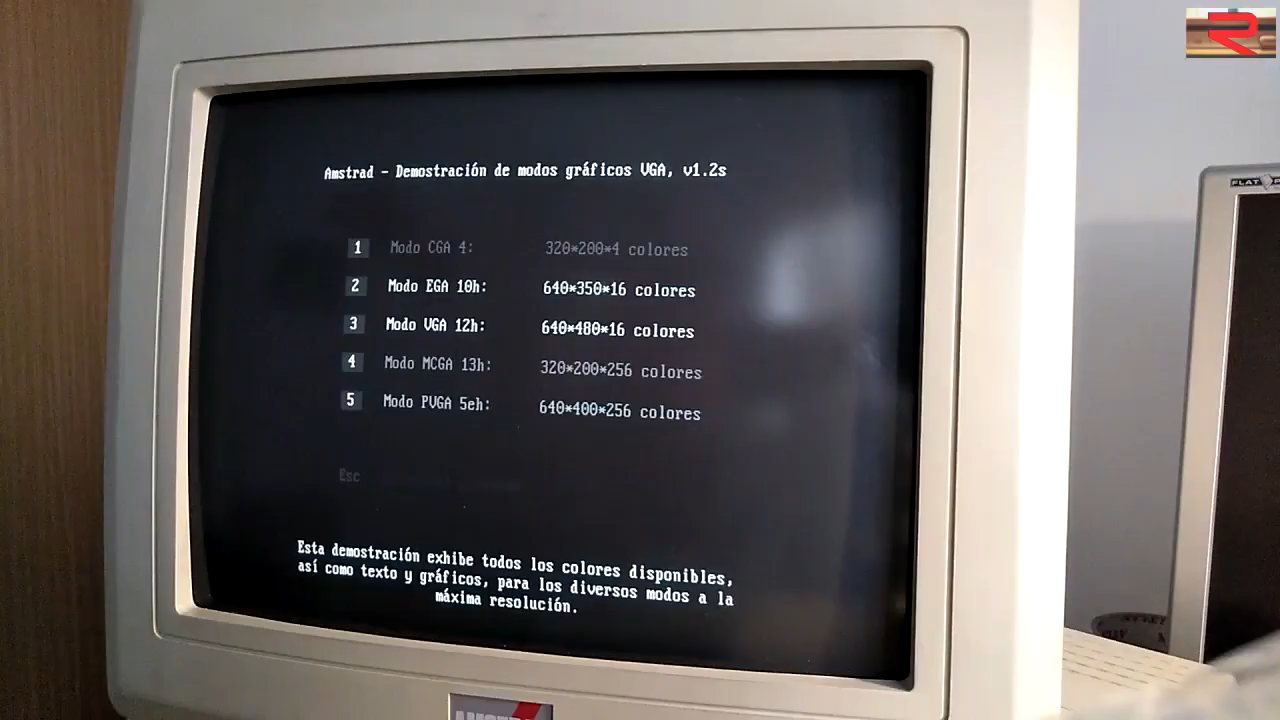 Amstrad - Demostración de modos gráficos VGA, v1.2s
1 Modo CGA 4: 320*200*4 colores
2 Modo EGA 10h: 640*350*16 colores
3 Modo VGA 12h: 640*480*16 colores
4 Modo MCGA 13h: 320*200*256 colores
5 Modo PVGA 5eh: 640*400*256 colores
Esc
Esta demostración exhibe todos los colores disponibles,
así como texto y gráficos, para los diversos modos a la
máxima resolución.
FLAT